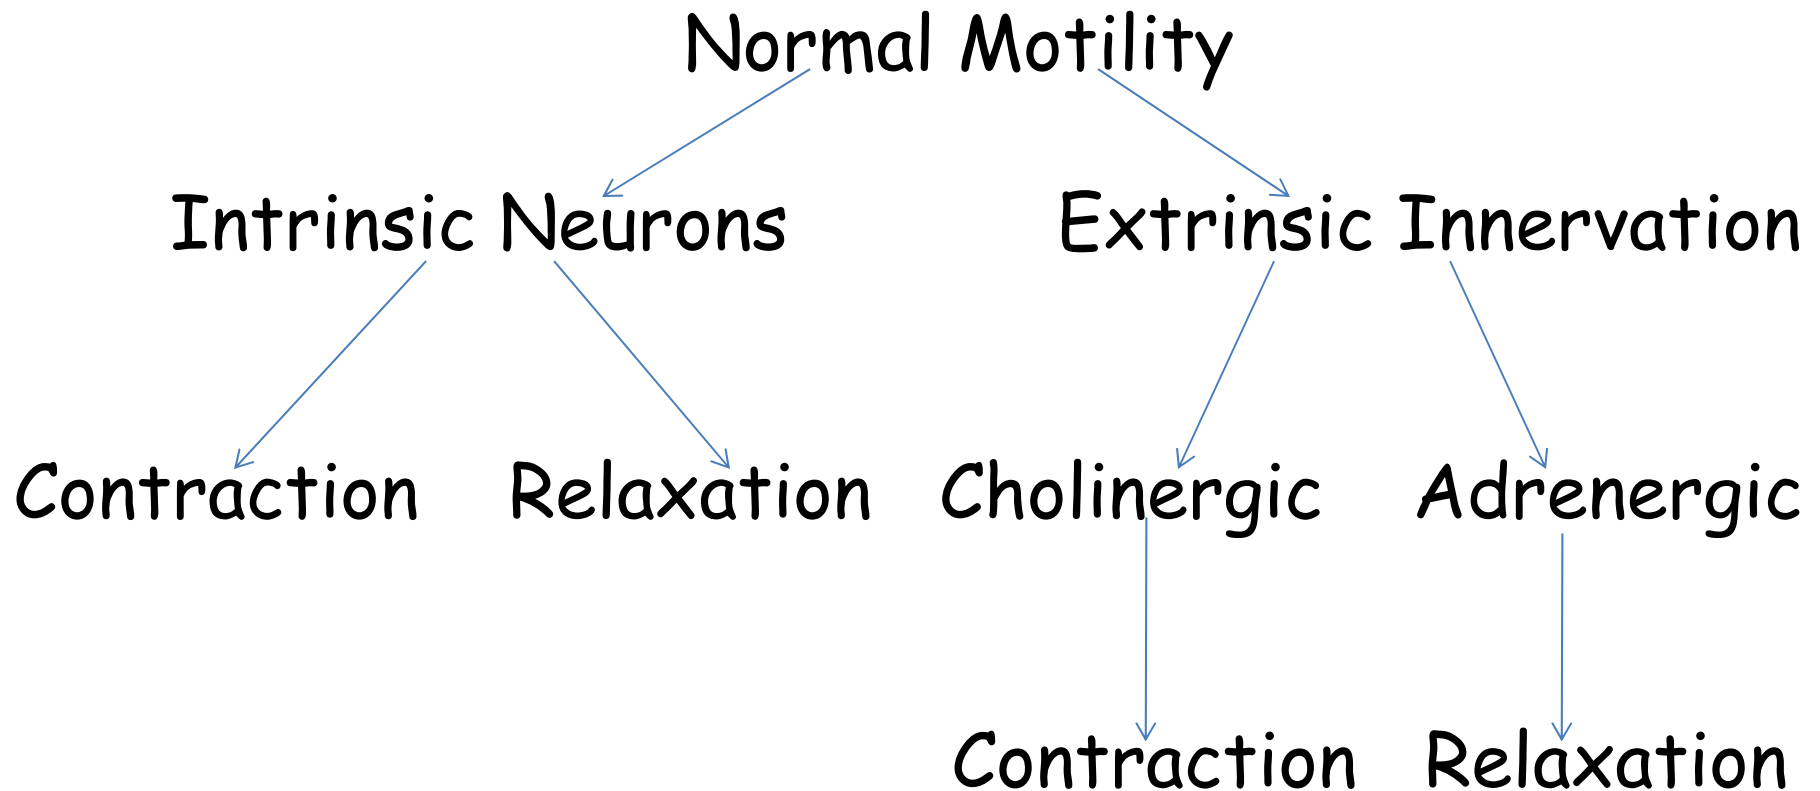 Normal Motility
Intrinsic Neurons
Extrinsic Innervation
Contraction
Relaxation
Cholinergic
Adrenergic
Contraction
Relaxation